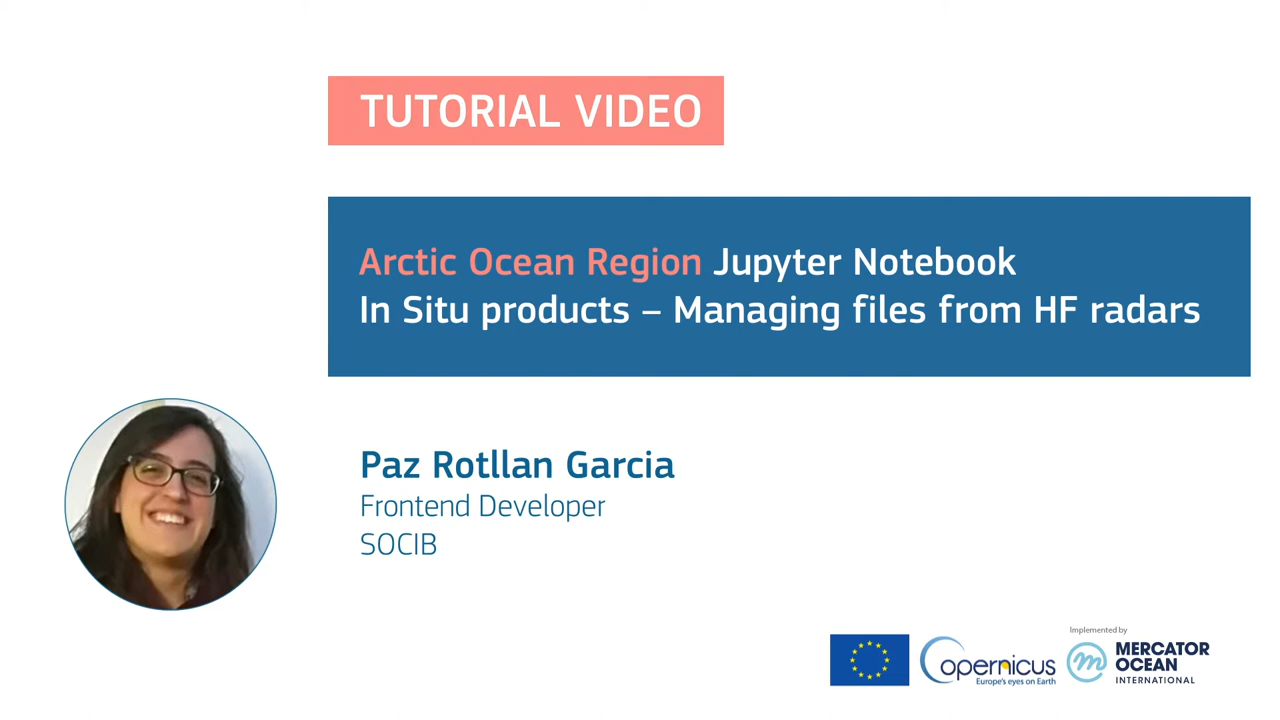 TUTORIAL VIDEO
Arctic Ocean Region Jupyter Notebook
In Situ products – Managing files from HF radars
Paz Rotllan Garcia
Frontend Developer
SOCIB
Implemented by
opernicus
Europe's eyes on Earth
m
MERCATOR
OCEAN
INTERNATIONAL